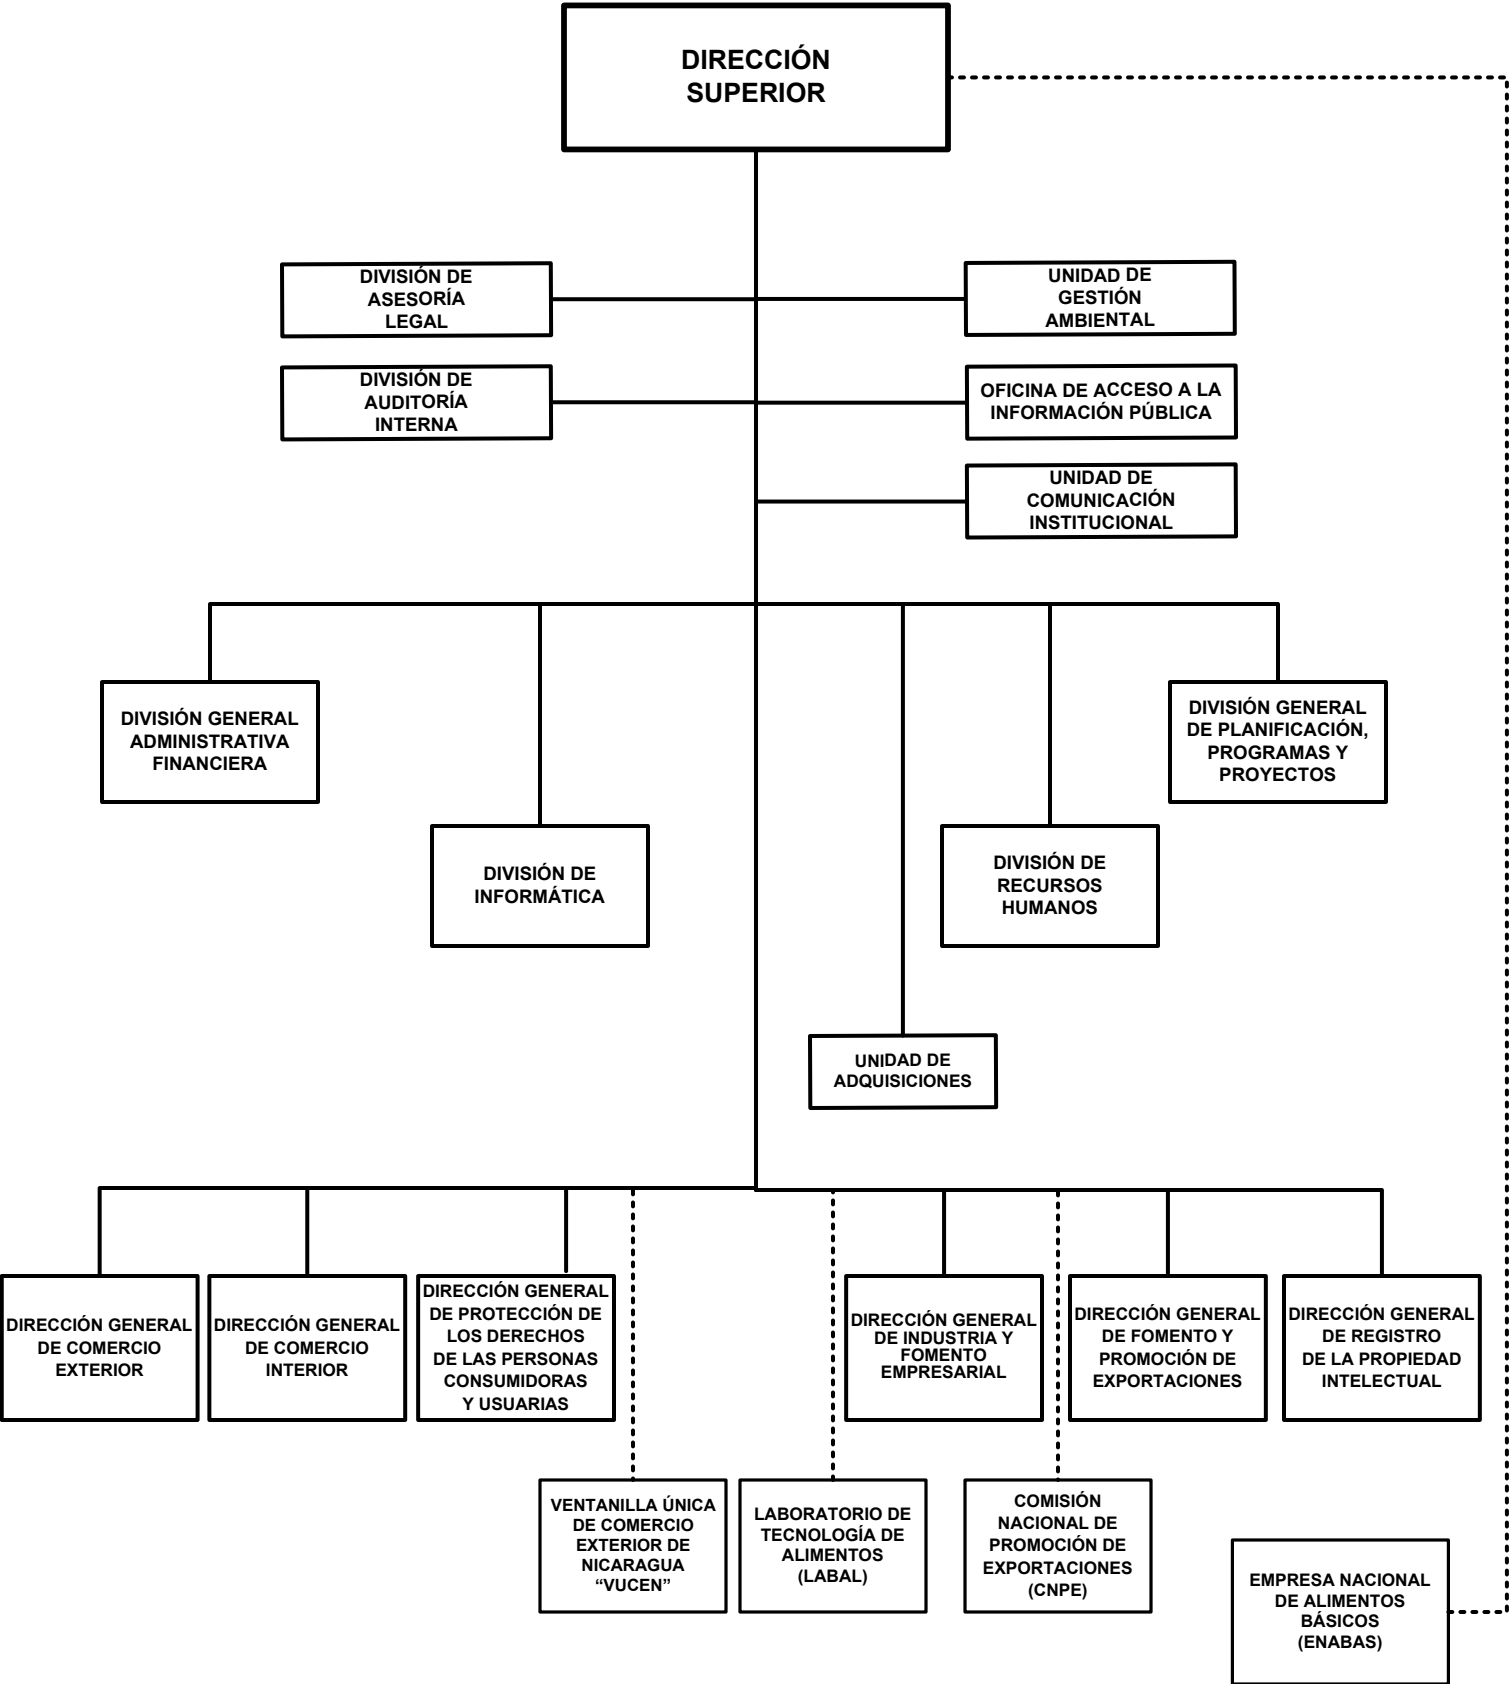 DIRECCIÓN
SUPERIOR
DIVISIÓN DE
ASESORÍA
LEGAL
UNIDAD DE
GESTIÓN
AMBIENTAL
DIVISIÓN DE
AUDITORÍA
INTERNA
OFICINA DE ACCESO A LA
INFORMACIÓN PÚBLICA
UNIDAD DE
COMUNICACIÓN
INSTITUCIONAL
DIVISIÓN GENERAL
ADMINISTRATIVA
FINANCIERA
DIVISIÓN GENERAL
DE PLANIFICACIÓN,
PROGRAMAS Y
PROYECTOS
DIVISIÓN DE
INFORMÁTICA
DIVISIÓN DE
RECURSOS
HUMANOS
UNIDAD DE
ADQUISICIONES
DIRECCIÓN GENERAL
DE COMERCIO
EXTERIOR
DIRECCIÓN GENERAL
DE COMERCIO
INTERIOR
DIRECCIÓN GENERAL
DE PROTECCIÓN DE
LOS DERECHOS
DE LAS PERSONAS
CONSUMIDORAS
Y USUARIAS
DIRECCIÓN GENERAL
DE INDUSTRIA Y
FOMENTO
EMPRESARIAL
DIRECCIÓN GENERAL
DE FOMENTO Y
PROMOCIÓN DE
EXPORTACIONES
DIRECCIÓN GENERAL
DE REGISTRO
DE LA PROPIEDAD
INTELECTUAL
VENTANILLA ÚNICA
DE COMERCIO
EXTERIOR DE
NICARAGUA
“VUCEN”
LABORATORIO DE
TECNOLOGÍA DE
ALIMENTOS
(LABAL)
COMISIÓN
NACIONAL DE
PROMOCIÓN DE
EXPORTACIONES
(CNPE)
EMPRESA NACIONAL
DE ALIMENTOS
BÁSICOS
(ENABAS)